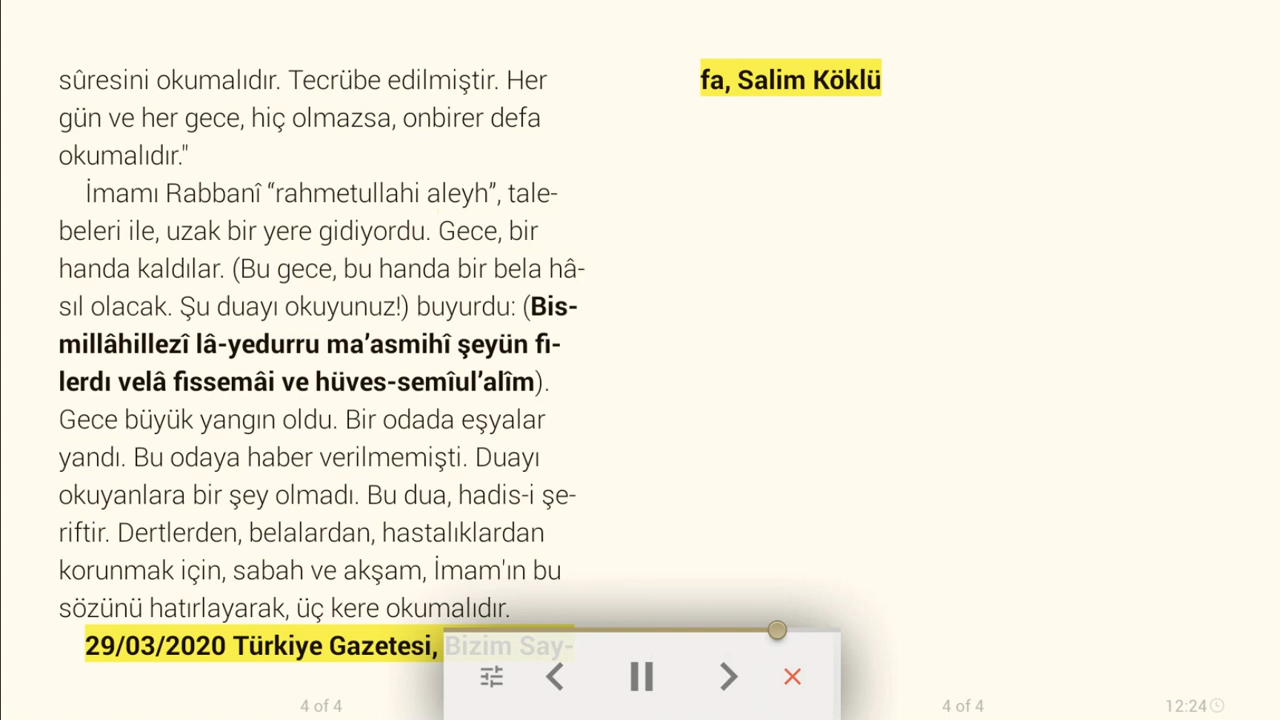 sûresini okumalıdır. Tecrübe edilmiştir. Her
gün ve her gece, hiç olmazsa, onbirer defa
okumalıdır."
İmamı Rabbanî “rahmetullahi aleyh”, tale-
beleri ile, uzak bir yere gidiyordu. Gece, bir
handa kaldılar. (Bu gece, bu handa bir bela hâ-
sıl olacak. Şu duayı okuyunuz!) buyurdu: (Bis-
millâhillezî lâ-yedurru ma’asmihî şeyün fi-
lerdı velâ fissemâi ve hüves-semîul’alîm).
Gece büyük yangın oldu. Bir odada eşyalar
yandı. Bu odaya haber verilmemişti. Duayı
okuyanlara bir şey olmadı. Bu dua, hadis-i şe-
riftir. Dertlerden, belalardan, hastalıklardan
korunmak için, sabah ve akşam, İmam'ın bu
sözünü hatırlayarak, üç kere okumalıdır.
29/03/2020 Türkiye Gazetesi, Bizim Say-
fa, Salim Köklü
4 of 4
4 of 4
12:24